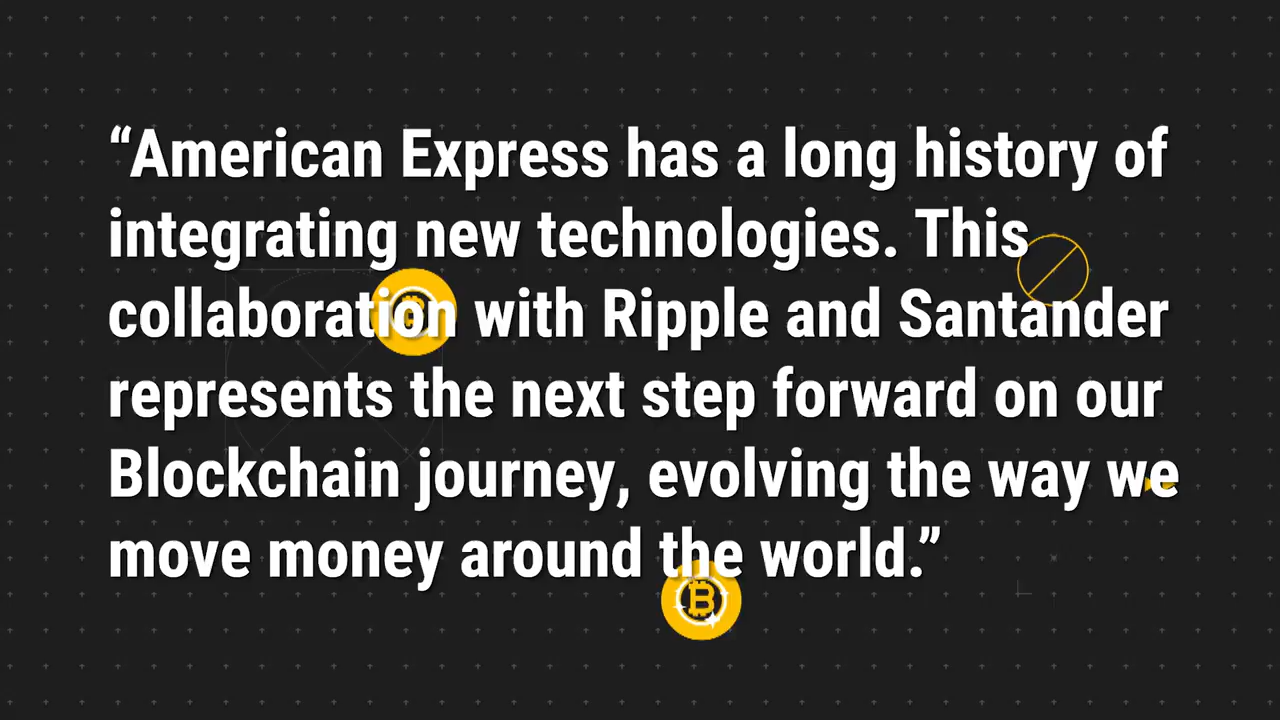 “American Express has a long history of
integrating new technologies. This
collaboration with Ripple and Santander
represents the next step forward on our
Blockchain journey, evolving the way we
move money around the world.”